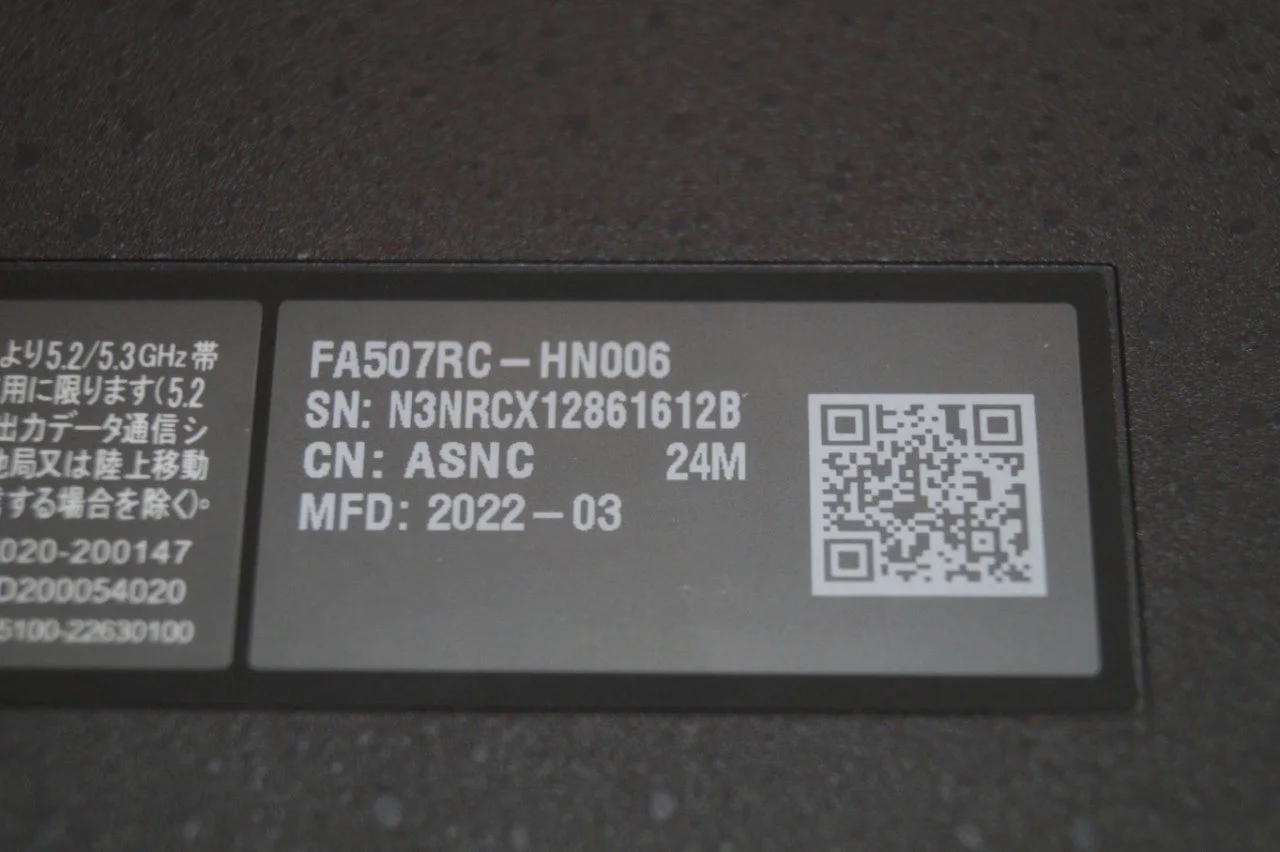 より5.2/5.3GHz帯
用に限ります(5.2
出力データ通信シ
局又は陸上移動
する場合を除く)。
020-200147
D200054020
5100-22630100
FA507RC-HN006
SN: N3NRCX12861612B
CN: ASNC 24M
MFD: 2022-03